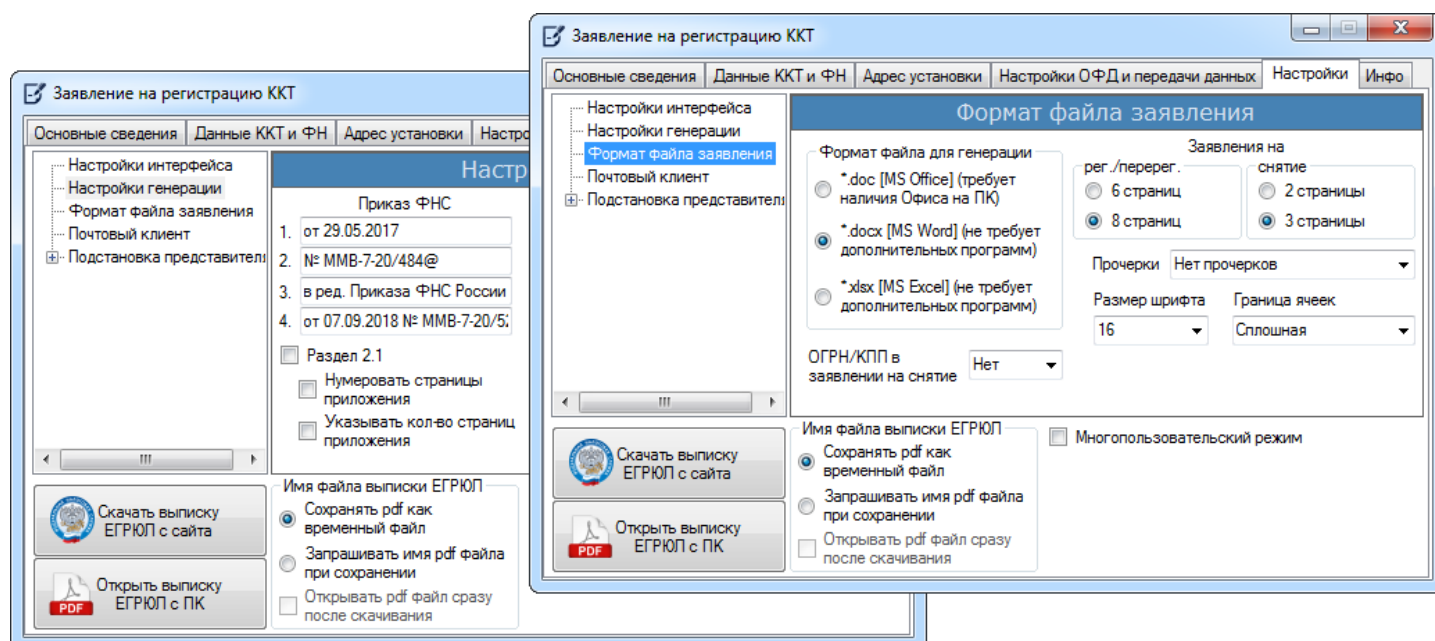 Заявление на регистрацию ККТ
Основные сведения Данные ККТ и ФН Адрес установки Настро
Настройки интерфейса
Настройки генерации
Формат файла заявления
Почтовый клиент
Подстановка представител
Настр
Приказ ФНС
1. от 29.05.2017
2. № ММВ-7-20/484@
3. в ред. Приказа ФНС России
4. от 07.09.2018 № ММВ-7-20/52
Раздел 2.1
Нумеровать страницы
приложения
Указывать кол-во страниц
приложения
Скачать выписку
ЕГРЮЛ с сайта
PDF
Открыть выписку
ЕГРЮЛ с ПК
Имя файла выписки ЕГРЮЛ
Сохранять pdf как
временный файл
Запрашивать имя pdf файла
при сохранении
Открывать pdf файл сразу
после скачивания
Заявление на регистрацию ККТ
Основные сведения Данные ККТ и ФН Адрес установки Настройки ОФД и передачи данных Настройки Инфо
Настройки интерфейса
Настройки генерации
Формат файла заявления
Почтовый клиент
Подстановка представител
Формат файла заявления
Формат файла для генерации
*.doc [MS Office] (требует
наличия Офиса на ПК)
*.docx [MS Word] (не требует
дополнительных программ)
*.xlsx [MS Excel] (не требует
дополнительных программ)
ОГРН/КПП в
заявлении на снятие
Нет
Заявления на
рег./перерег. снятие
6 страниц 2 страницы
8 страниц 3 страницы
Прочерки Нет прочерков
Размер шрифта Граница ячеек
16 Сплошная
Скачать выписку
ЕГРЮЛ с сайта
PDF
Открыть выписку
ЕГРЮЛ с ПК
Имя файла выписки ЕГРЮЛ
Сохранять pdf как
временный файл
Запрашивать имя pdf файла
при сохранении
Открывать pdf файл сразу
после скачивания
Многопользовательский режим